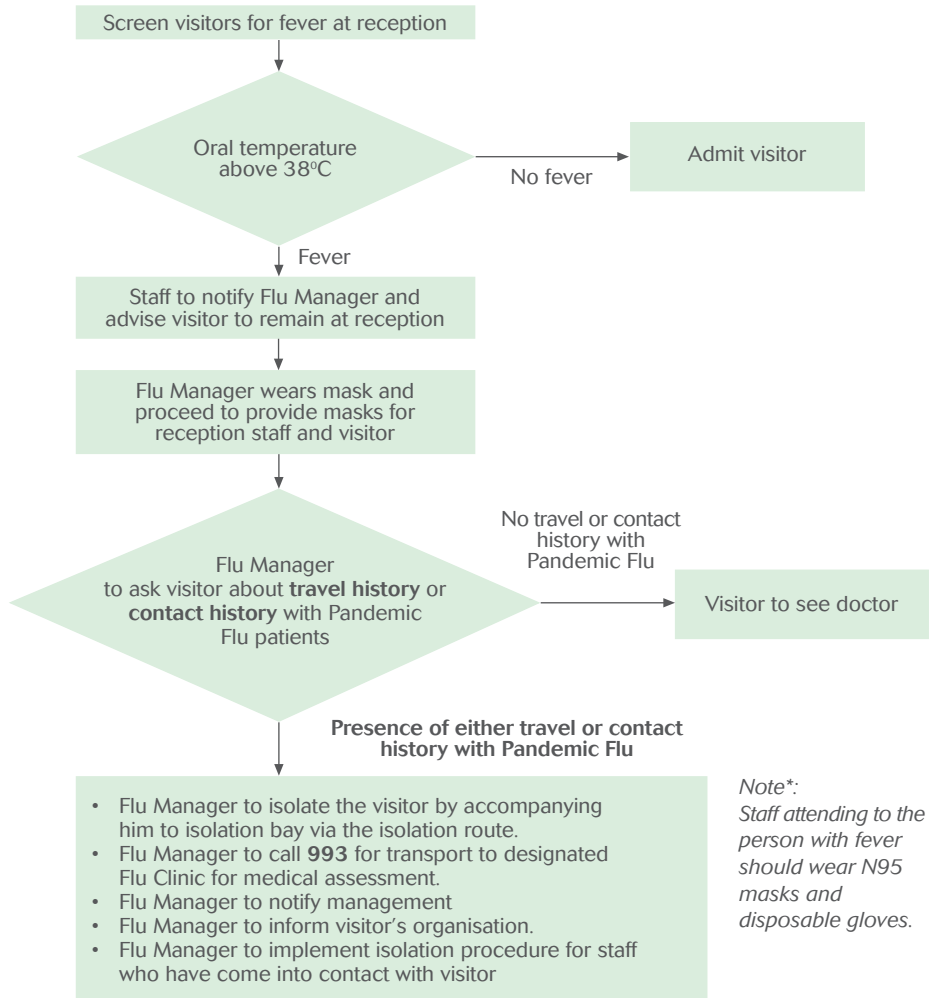 Screen visitors for fever at reception
Oral temperature
above 38ºC
No fever
Admit visitor
Fever
Staff to notify Flu Manager and
advise visitor to remain at reception
Flu Manager wears mask and
proceed to provide masks for
reception staff and visitor
Flu Manager
to ask visitor about travel history or
contact history with Pandemic
Flu patients
No travel or contact
history with
Pandemic Flu
Visitor to see doctor
Presence of either travel or contact
history with Pandemic Flu
• Flu Manager to isolate the visitor by accompanying
him to isolation bay via the isolation route.
• Flu Manager to call 993 for transport to designated
Flu Clinic for medical assessment.
• Flu Manager to notify management
• Flu Manager to inform visitor’s organisation.
• Flu Manager to implement isolation procedure for staff
who have come into contact with visitor
Note*:
Staff attending to the
person with fever
should wear N95
masks and
disposable gloves.